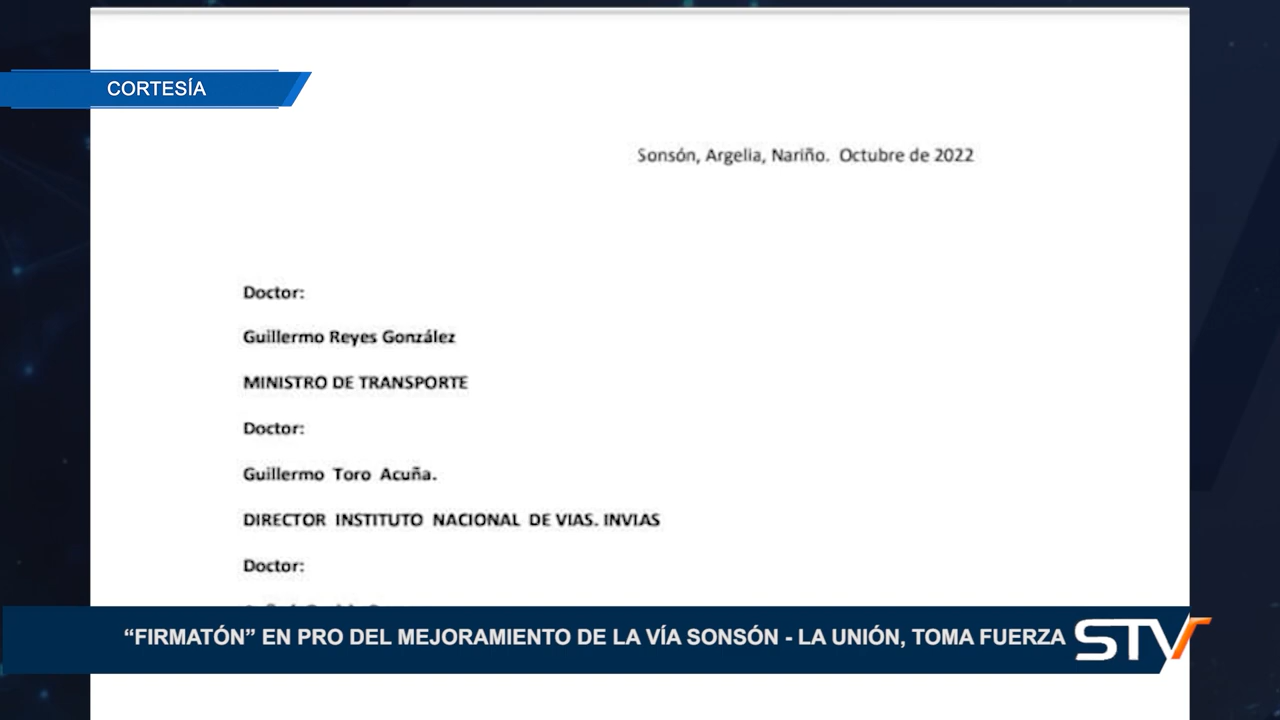 CORTESÍA
Sonsón, Argelia, Nariño. Octubre de 2022
Doctor:
Guillermo Reyes González
MINISTRO DE TRANSPORTE
Doctor:
Guillermo Toro Acuña.
DIRECTOR INSTITUTO NACIONAL DE VIAS. INVIAS
Doctor:
“FIRMATÓN” EN PRO DEL MEJORAMIENTO DE LA VÍA SONSÓN - LA UNIÓN, TOMA FUERZA
STV